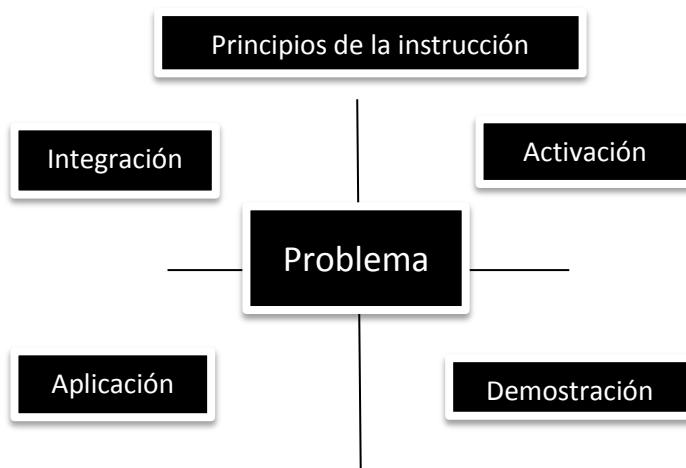 Principios de la instrucción
Integración
Activación
Problema
Aplicación
Demostración